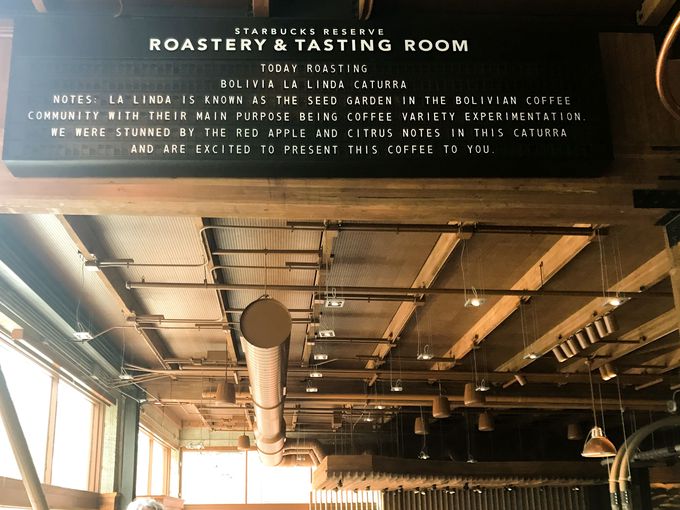 STARBUCKS RESERVE
ROASTERY & TASTING ROOM
TODAY ROASTING
BOLIVIA LA LINDA CATURRA
NOTES: LA LINDA IS KNOWN AS THE SEED GARDEN IN THE BOLIVIAN COFFEE
COMMUNITY WITH THEIR MAIN PURPOSE BEING COFFEE VARIETY EXPERIMENTATION.
WE WERE STUNNED BY THE RED APPLE AND CITRUS NOTES IN THIS CATURRA
AND ARE EXCITED TO PRESENT THIS COFFEE TO YOU.